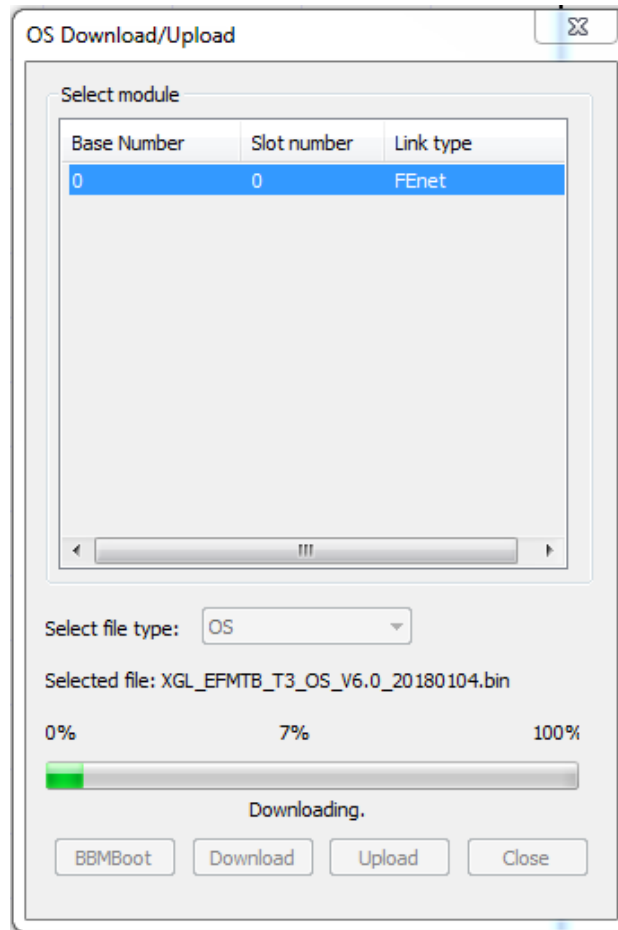 OS Download/Upload
Select module
Base Number Slot number Link type
0 0 FEnet
Select file type: OS
Selected file: XGL_EFMTB_T3_OS_V6.0_20180104.bin
0% 7% 100%
Downloading.
BBMBoot Download Upload Close